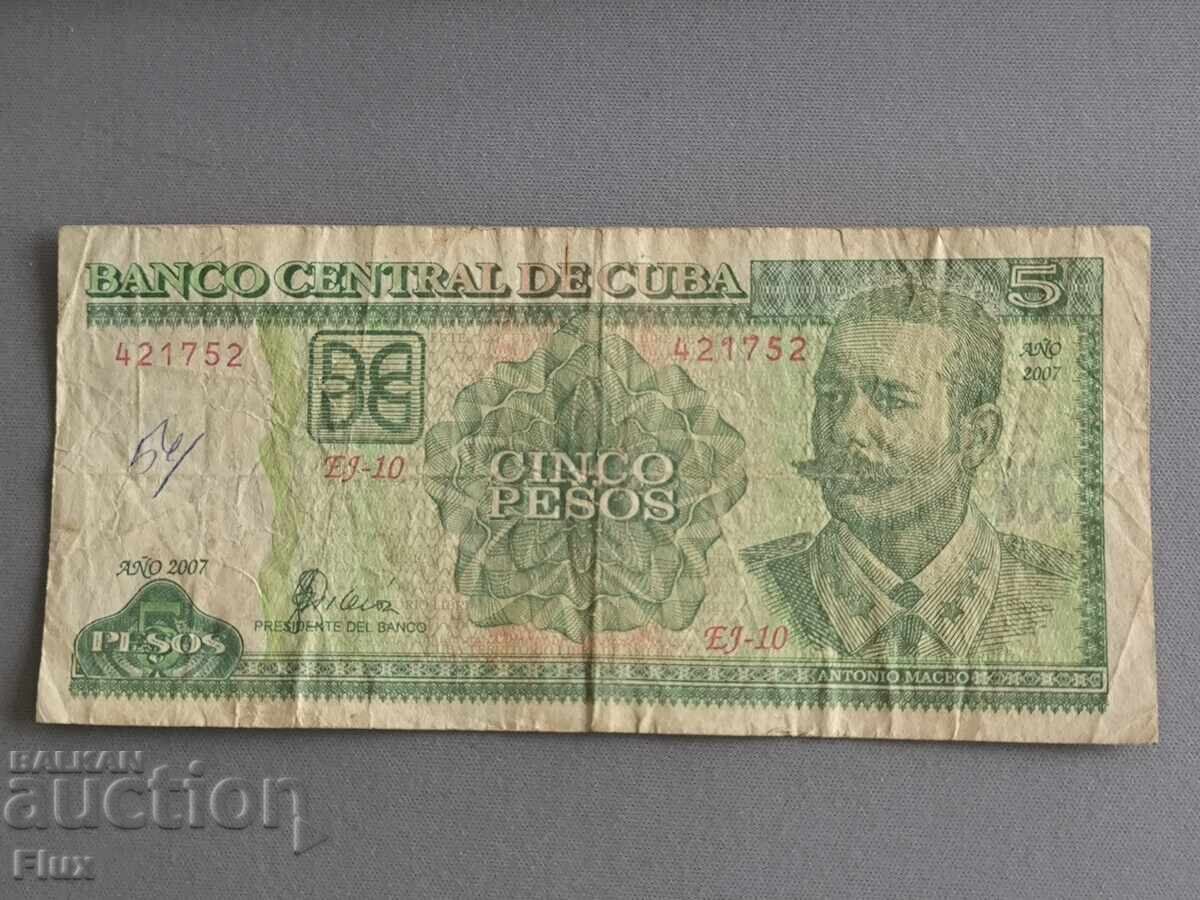 BANCO CENTRAL DE CUBA
5
421752
421752
AÑO
2007
EJ-10
CINCO
PESOS
AÑO 2007
PRESIDENTE DEL BANCO
5
PESOS
EJ-10
ANTONIO MACEO
BALKAN
auction
Flux